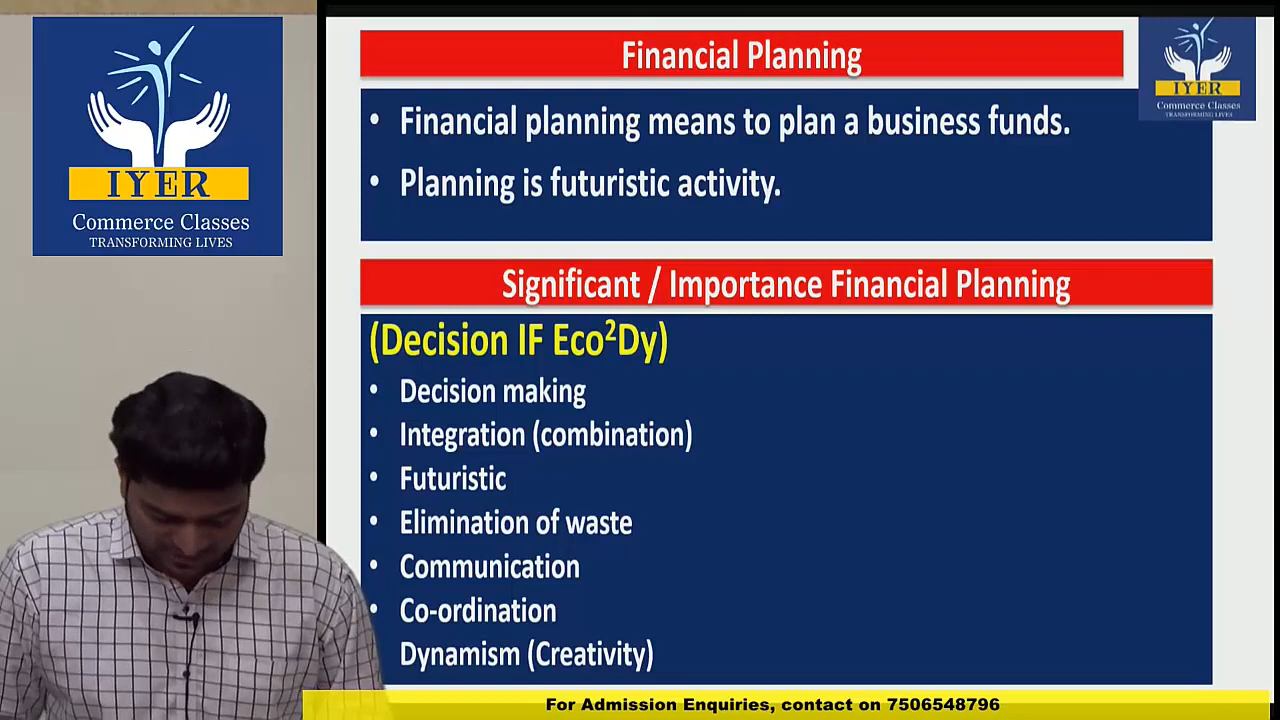 IYER
Commerce Classes
TRANSFORMING LIVES
Financial Planning
IYER
Commerce Classes
TRANSFORMING LIVES
• Financial planning means to plan a business funds.
• Planning is futuristic activity.
Significant / Importance Financial Planning
(Decision IF Eco²Dy)
• Decision making
• Integration (combination)
• Futuristic
• Elimination of waste
• Communication
• Co-ordination
Dynamism (Creativity)
For Admission Enquiries, contact on 7506548796